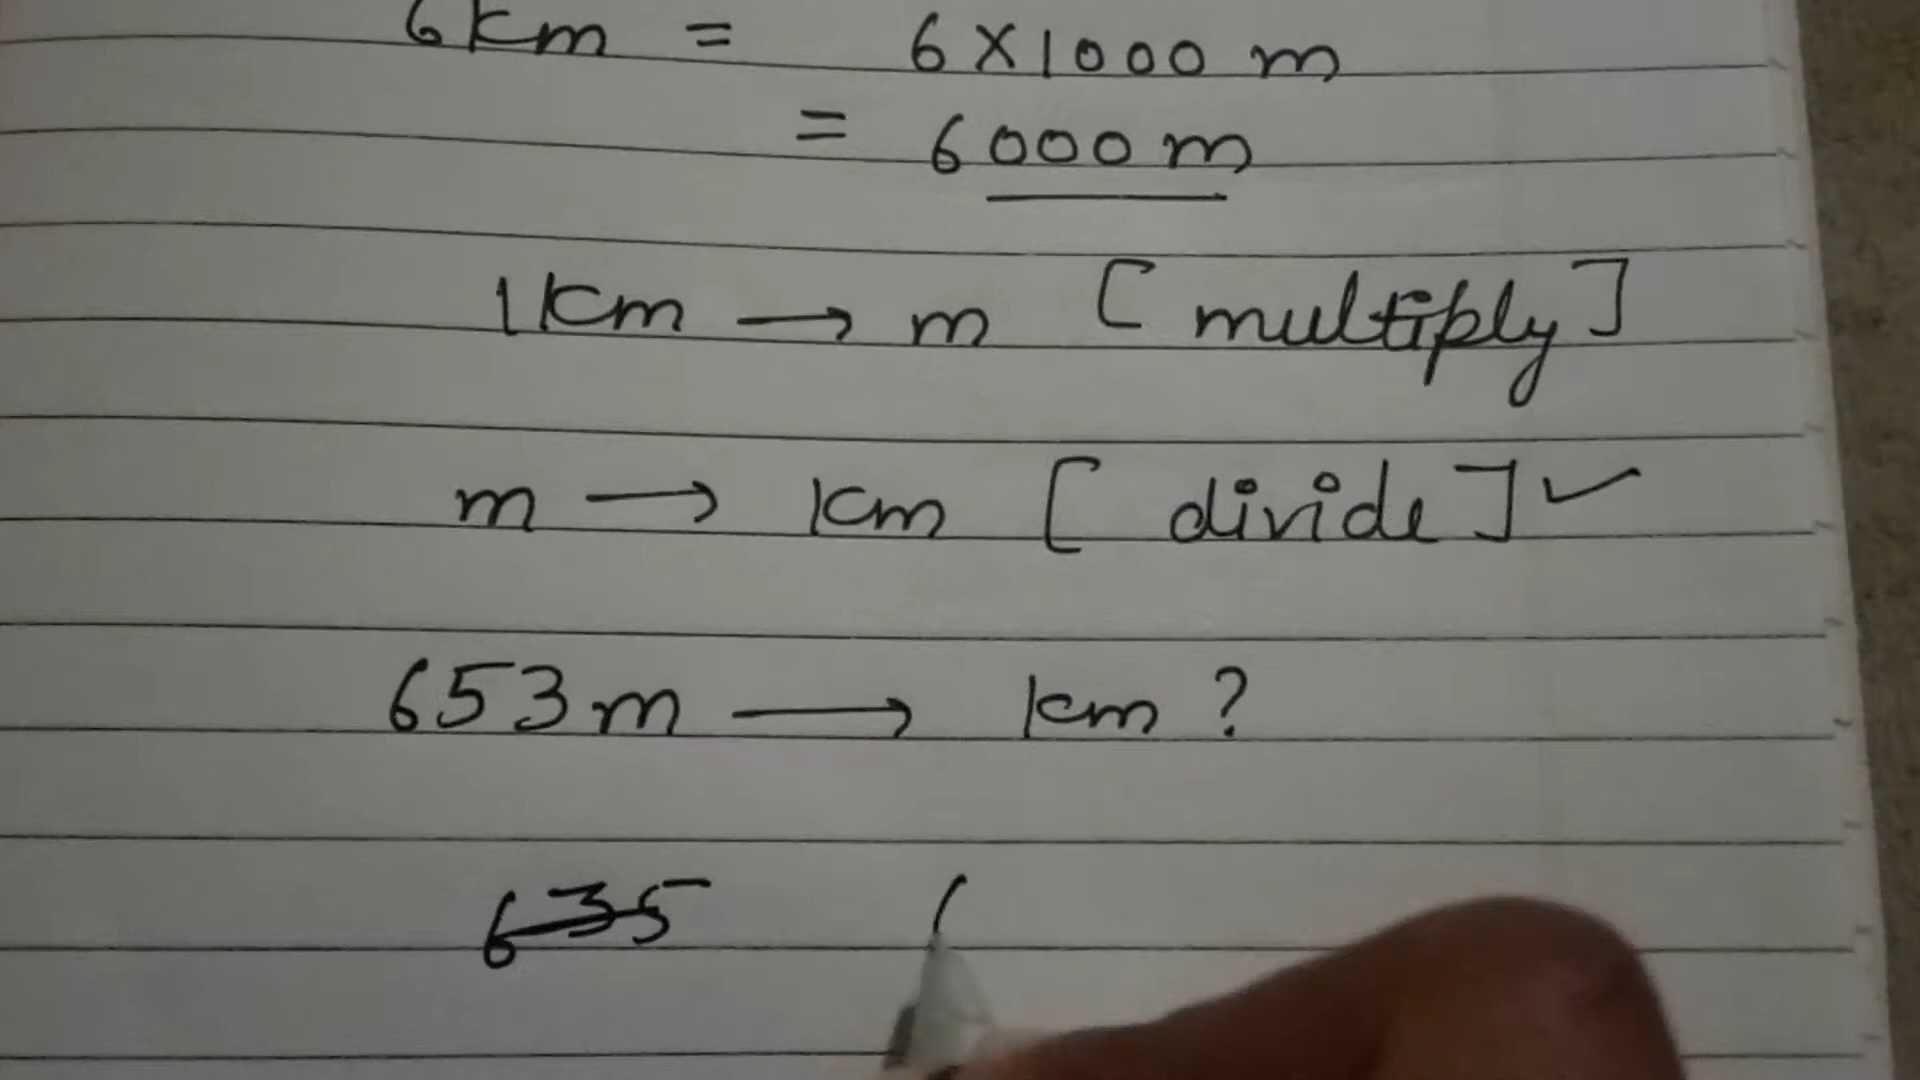 6km = 6×1000 m
= 6000 m
1km → m [multiply]
m → km [divide] ✓
653m → km ?
635